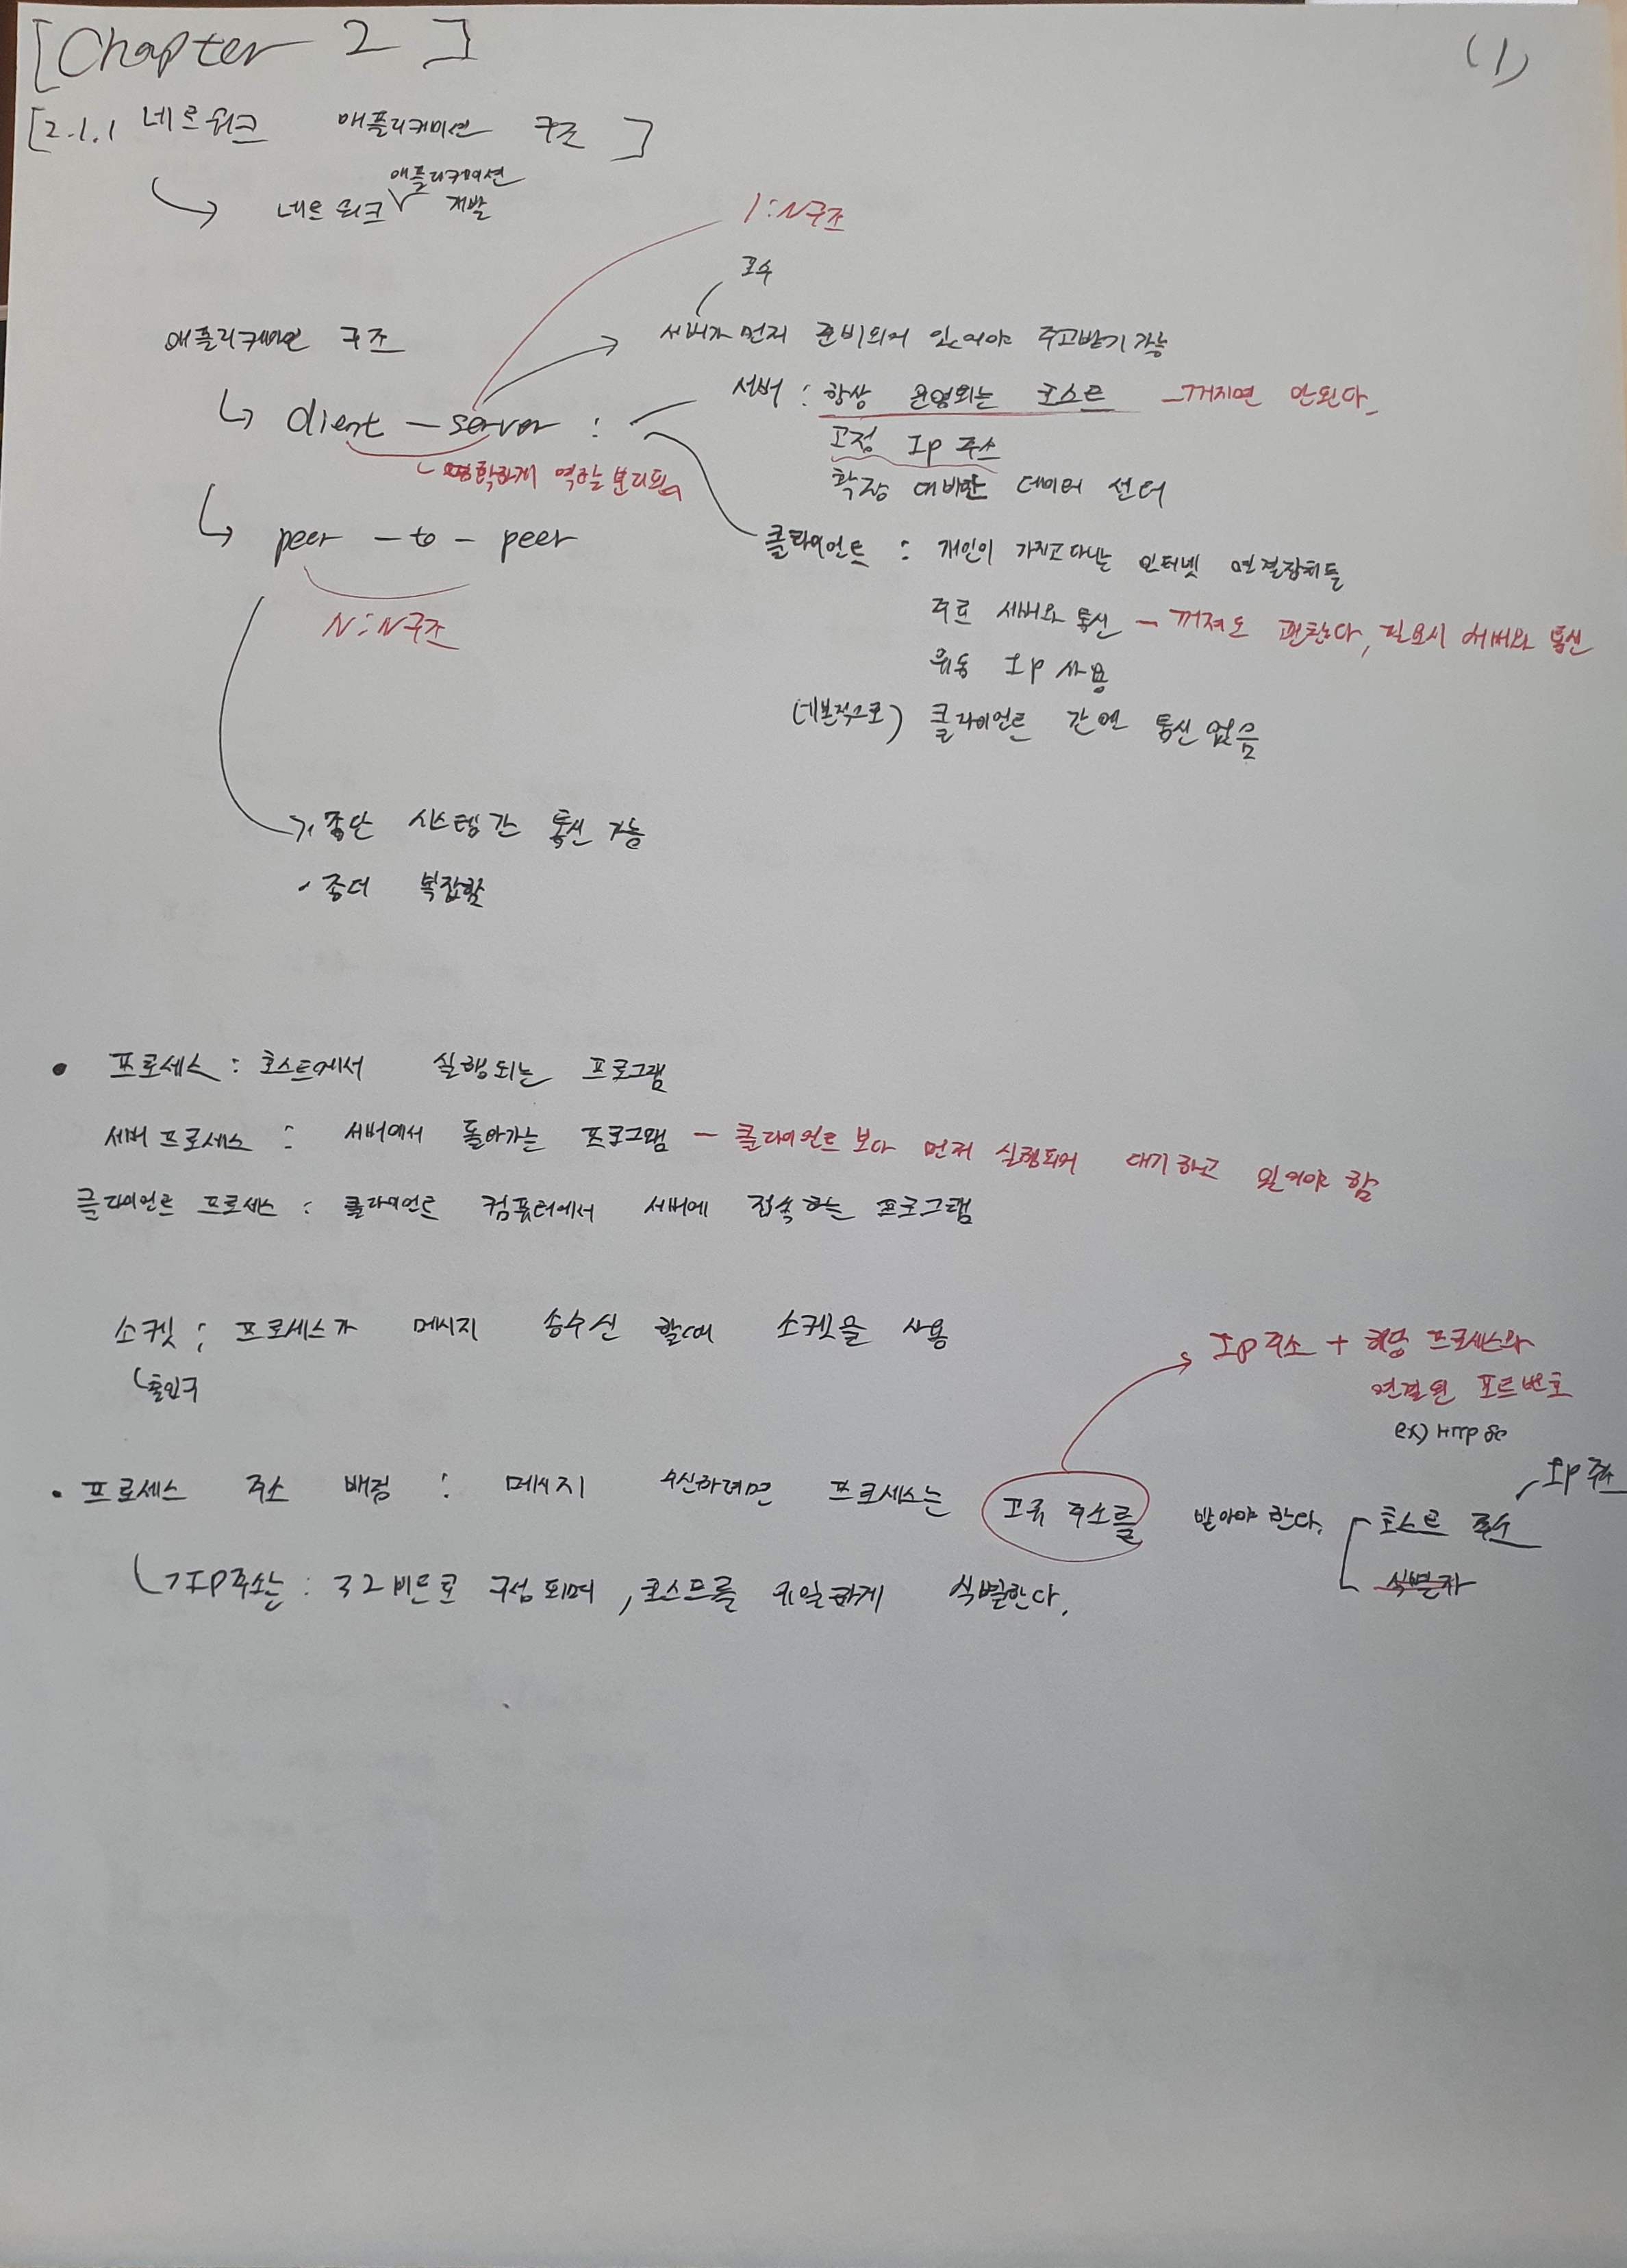 [Chapter 2]
(1)
[2.1.1 네트워크 애플리케이션 구조]
애플리케이션
네트워크 개발
1:N구조
호스
서버가 먼저 준비되어 있어야 주고받기 가능
애플리케이션 구조
서버 : 항상 운영되는 호스트 - 꺼지면 안된다.
client - server :
고정 Ip 주소
명확하게 역할 분리됨
확장 대비한 데이터 센터
peer - to - peer
클라이언트 : 개인이 가지고다니는 인터넷 연결장치들
N:N구조
주로 서버와 통신 - 꺼져도 괜찮다, 필요시 서버와 통신
유동 Ip 사용
(기본적으로) 클라이언트 간엔 통신 없음
· 종단 시스템간 통신 가능
· 좀더 복잡함
• 프로세스 : 호스트에서 실행되는 프로그램
서버 프로세스 : 서버에서 돌아가는 프로그램 - 클라이언트 보다 먼저 실행되어 대기하고 있어야 함
클라이언트 프로세스 : 클라이언트 컴퓨터에서 서버에 접속하는 프로그램
소켓 : 프로세스가 메시지 송수신 할때 소켓을 사용
출입구
Ip 주소 + 해당 프로세스와
연결된 포트번호
ex) HTTP 80
• 프로세스 주소 배정 : 메시지 수신하려면 프로세스는 고유 주소를 받아야 한다.
Ip 주소
호스트 주소
식별자
IP주소는 : 32비트로 구성되며, 호스트를 유일하게 식별한다.